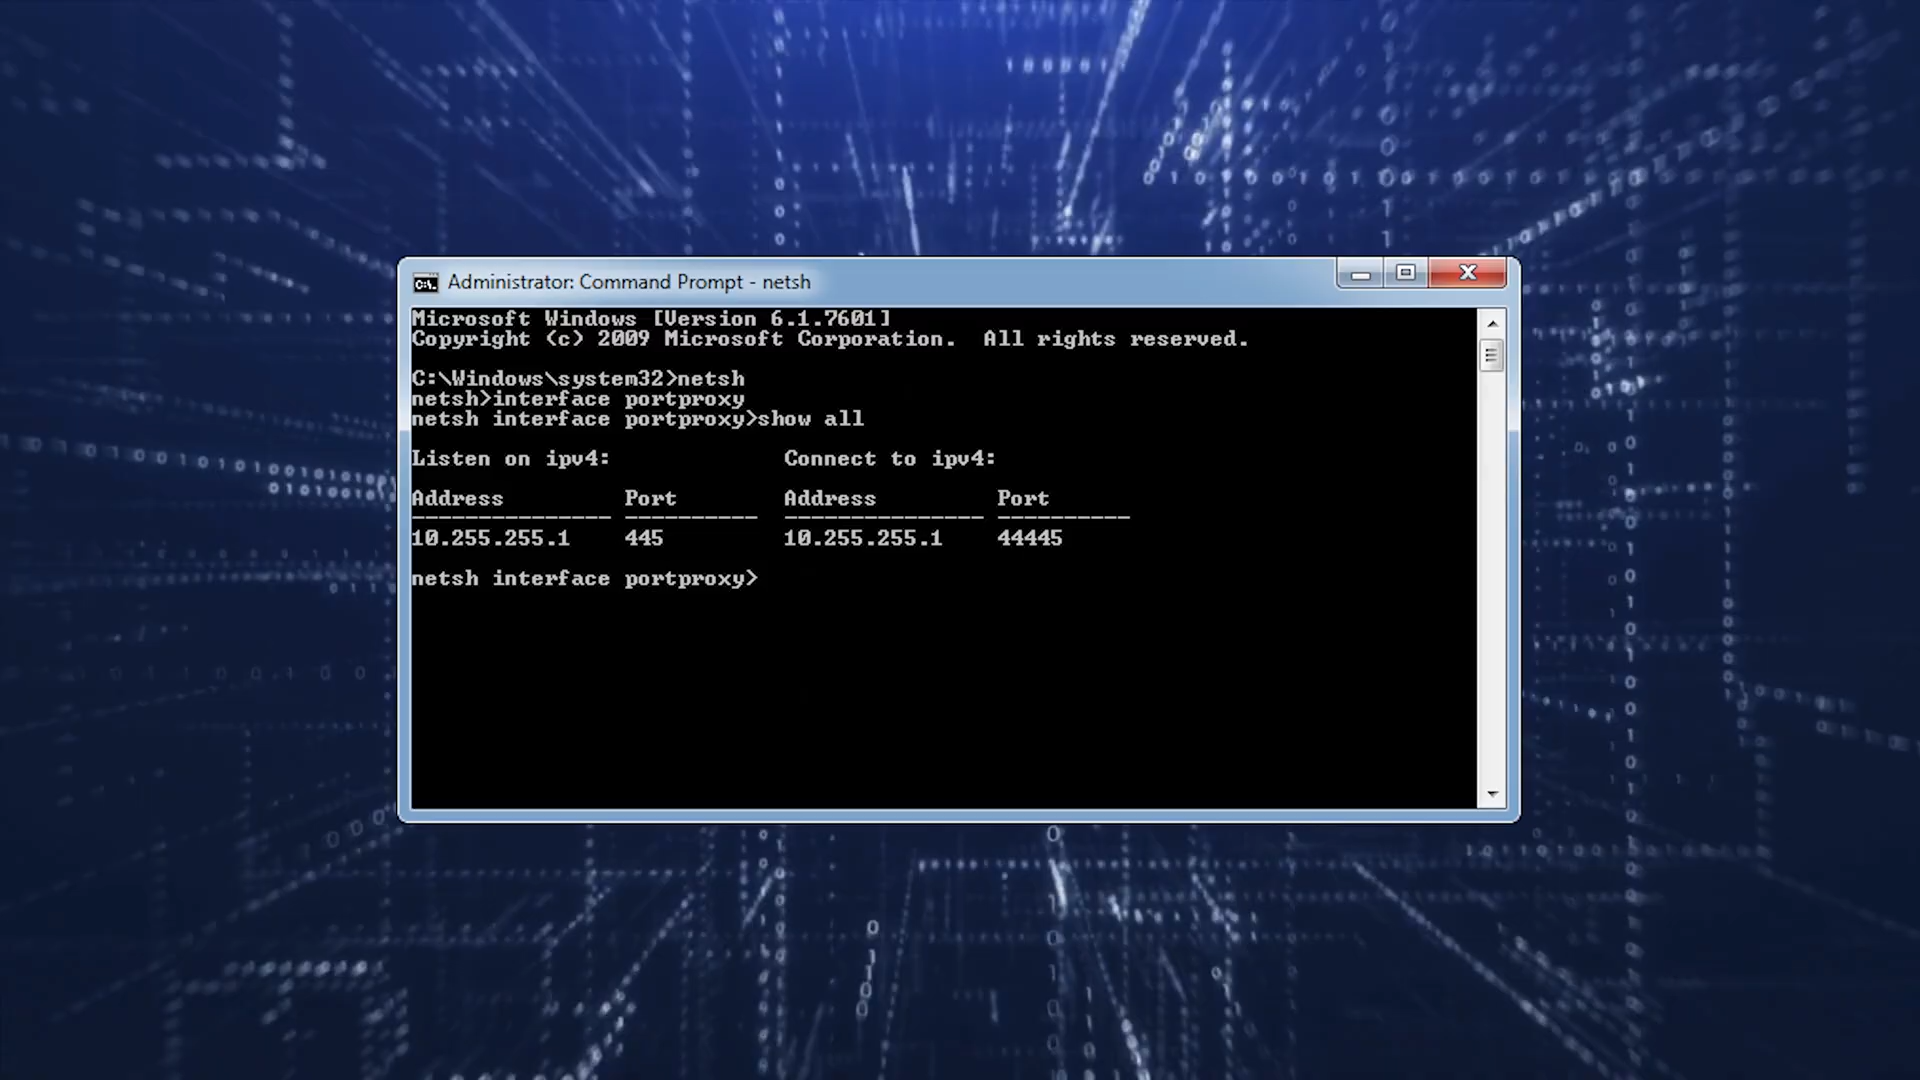 Administrator: Command Prompt - netsh
Microsoft Windows [Version 6.1.7601]
Copyright (c) 2009 Microsoft Corporation.  All rights reserved.
C:\Windows\system32>netsh
netsh>interface portproxy
netsh interface portproxy>show all
Listen on ipv4:             Connect to ipv4:
Address         Port        Address         Port
--------------- ----------  --------------- ----------
10.255.255.1    445         10.255.255.1    44445
netsh interface portproxy>